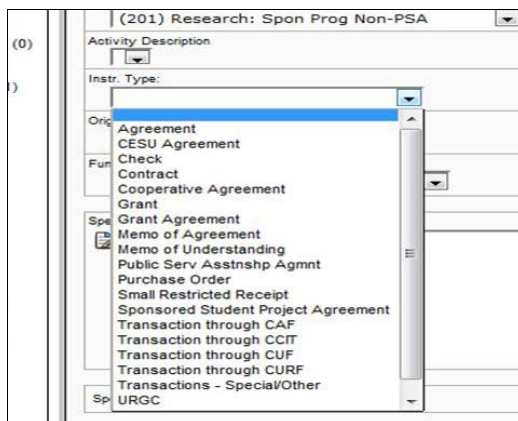 (201) Research: Spon Prog Non-PSA
(0)
Activity Description
Instr. Type:
Agreement
CESU Agreement
Check
Contract
Cooperative Agreement
Grant
Grant Agreement
Memo of Agreement
Memo of Understanding
Public Serv Asstnshp Agmnt
Purchase Order
Small Restricted Receipt
Sponsored Student Project Agreement
Transaction through CAF
Transaction through CCIT
Transaction through CUF
Transaction through CURF
Transactions - Special/Other
URGC